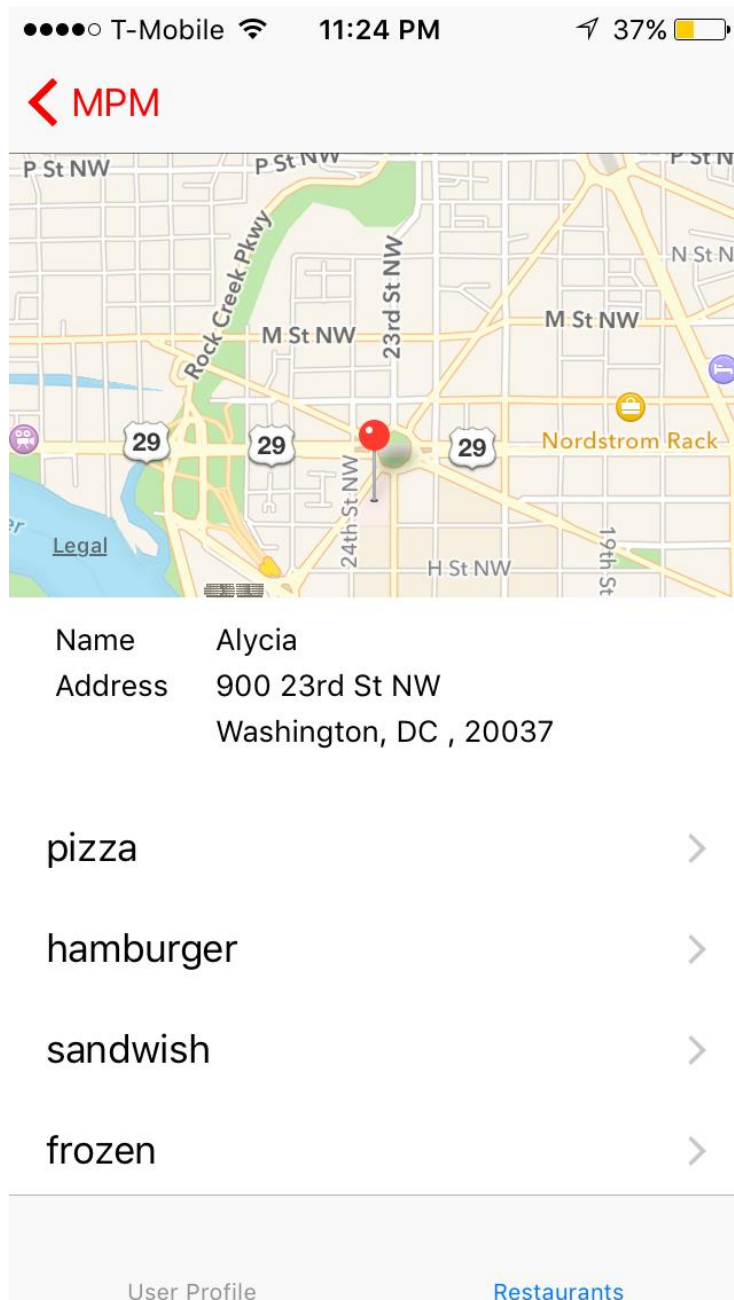 T-Mobile 11:24 PM 37%
MPM
P St NW P St NW P St N
Rock Creek Pkwy
23rd St NW
N St N
M St NW M St NW
29 29 29 Nordstrom Rack
24th St NW
Legal
H St NW
19th St
Name Alycia
Address 900 23rd St NW
Washington, DC , 20037
pizza
hamburger
sandwish
frozen
User Profile Restaurants